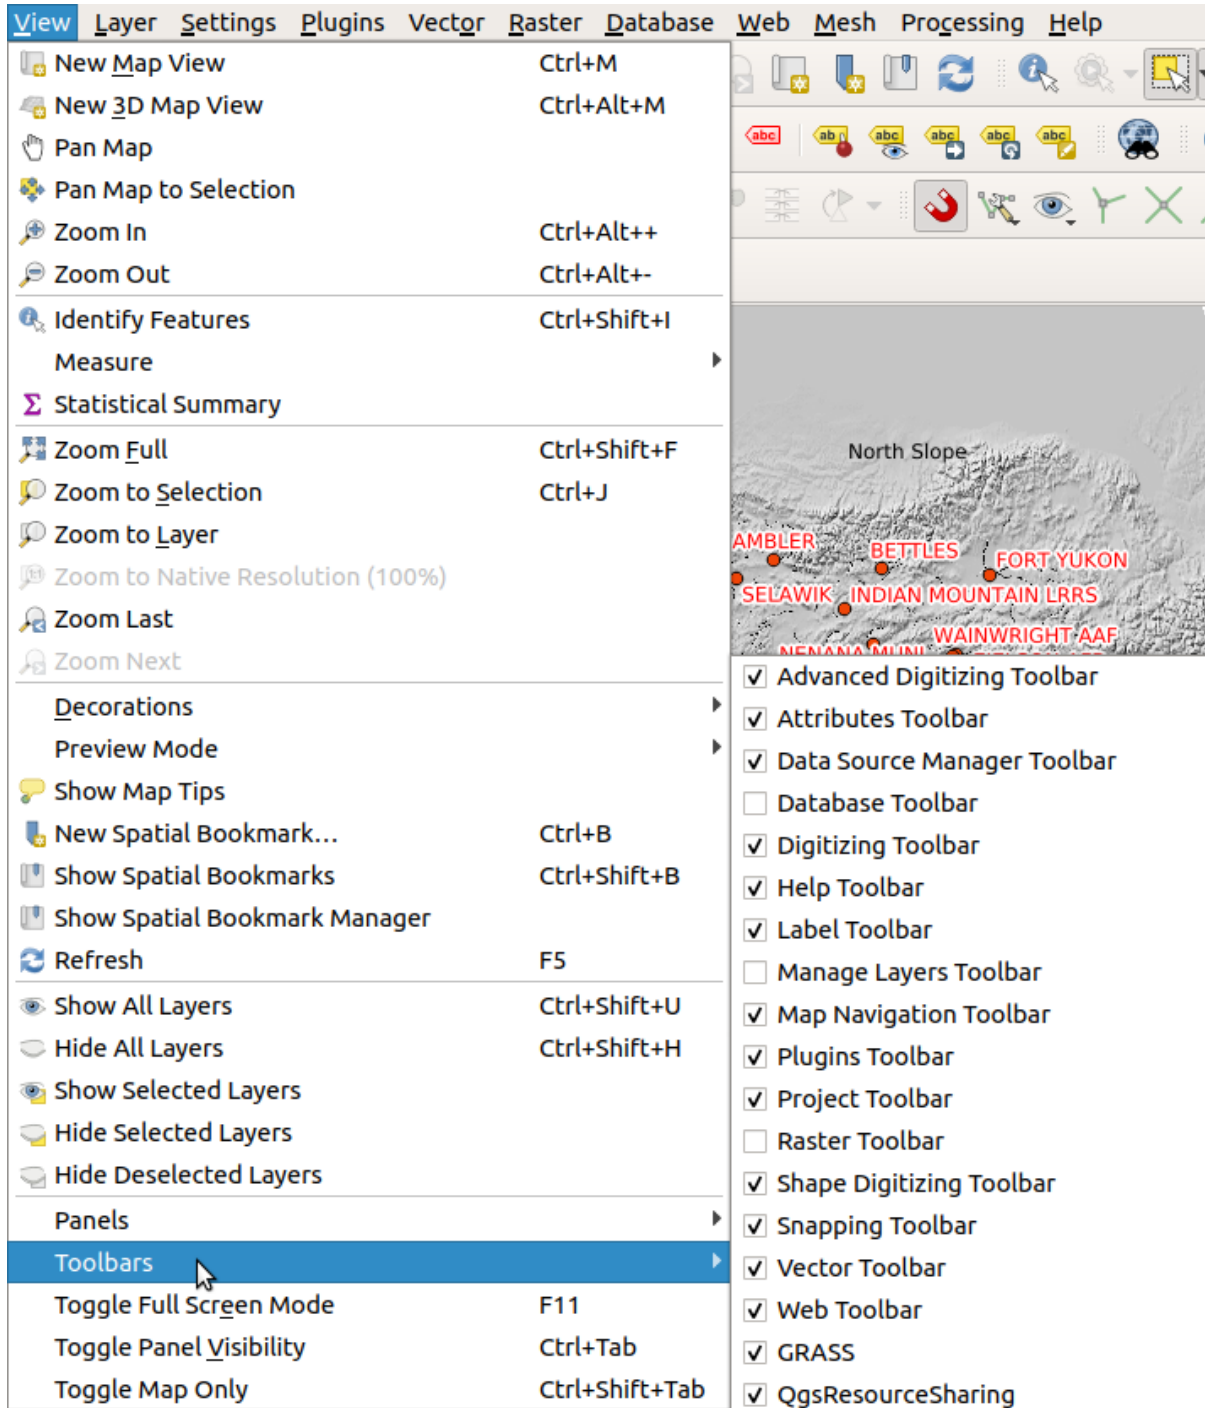 View Layer Settings Plugins Vector Raster Database Web Mesh Processing Help
New Map View Ctrl+M
New 3D Map View Ctrl+Alt+M
Pan Map
Pan Map to Selection
Zoom In Ctrl+Alt++
Zoom Out Ctrl+Alt+-
Identify Features Ctrl+Shift+I
Measure
Statistical Summary
Zoom Full Ctrl+Shift+F
Zoom to Selection Ctrl+J
Zoom to Layer
Zoom to Native Resolution (100%)
Zoom Last
Zoom Next
Decorations
Preview Mode
Show Map Tips
New Spatial Bookmark... Ctrl+B
Show Spatial Bookmarks Ctrl+Shift+B
Show Spatial Bookmark Manager
Refresh F5
Show All Layers Ctrl+Shift+U
Hide All Layers Ctrl+Shift+H
Show Selected Layers
Hide Selected Layers
Hide Deselected Layers
Panels
Toolbars
Toggle Full Screen Mode F11
Toggle Panel Visibility Ctrl+Tab
Toggle Map Only Ctrl+Shift+Tab
abc ab abc abc abc abc
North Slope
AMBLER
BETTLES
FORT YUKON
SELAWIK INDIAN MOUNTAIN LRRS
WAINWRIGHT AAF
NENANA MUNI
Advanced Digitizing Toolbar
Attributes Toolbar
Data Source Manager Toolbar
Database Toolbar
Digitizing Toolbar
Help Toolbar
Label Toolbar
Manage Layers Toolbar
Map Navigation Toolbar
Plugins Toolbar
Project Toolbar
Raster Toolbar
Shape Digitizing Toolbar
Snapping Toolbar
Vector Toolbar
Web Toolbar
GRASS
QgsResourceSharing